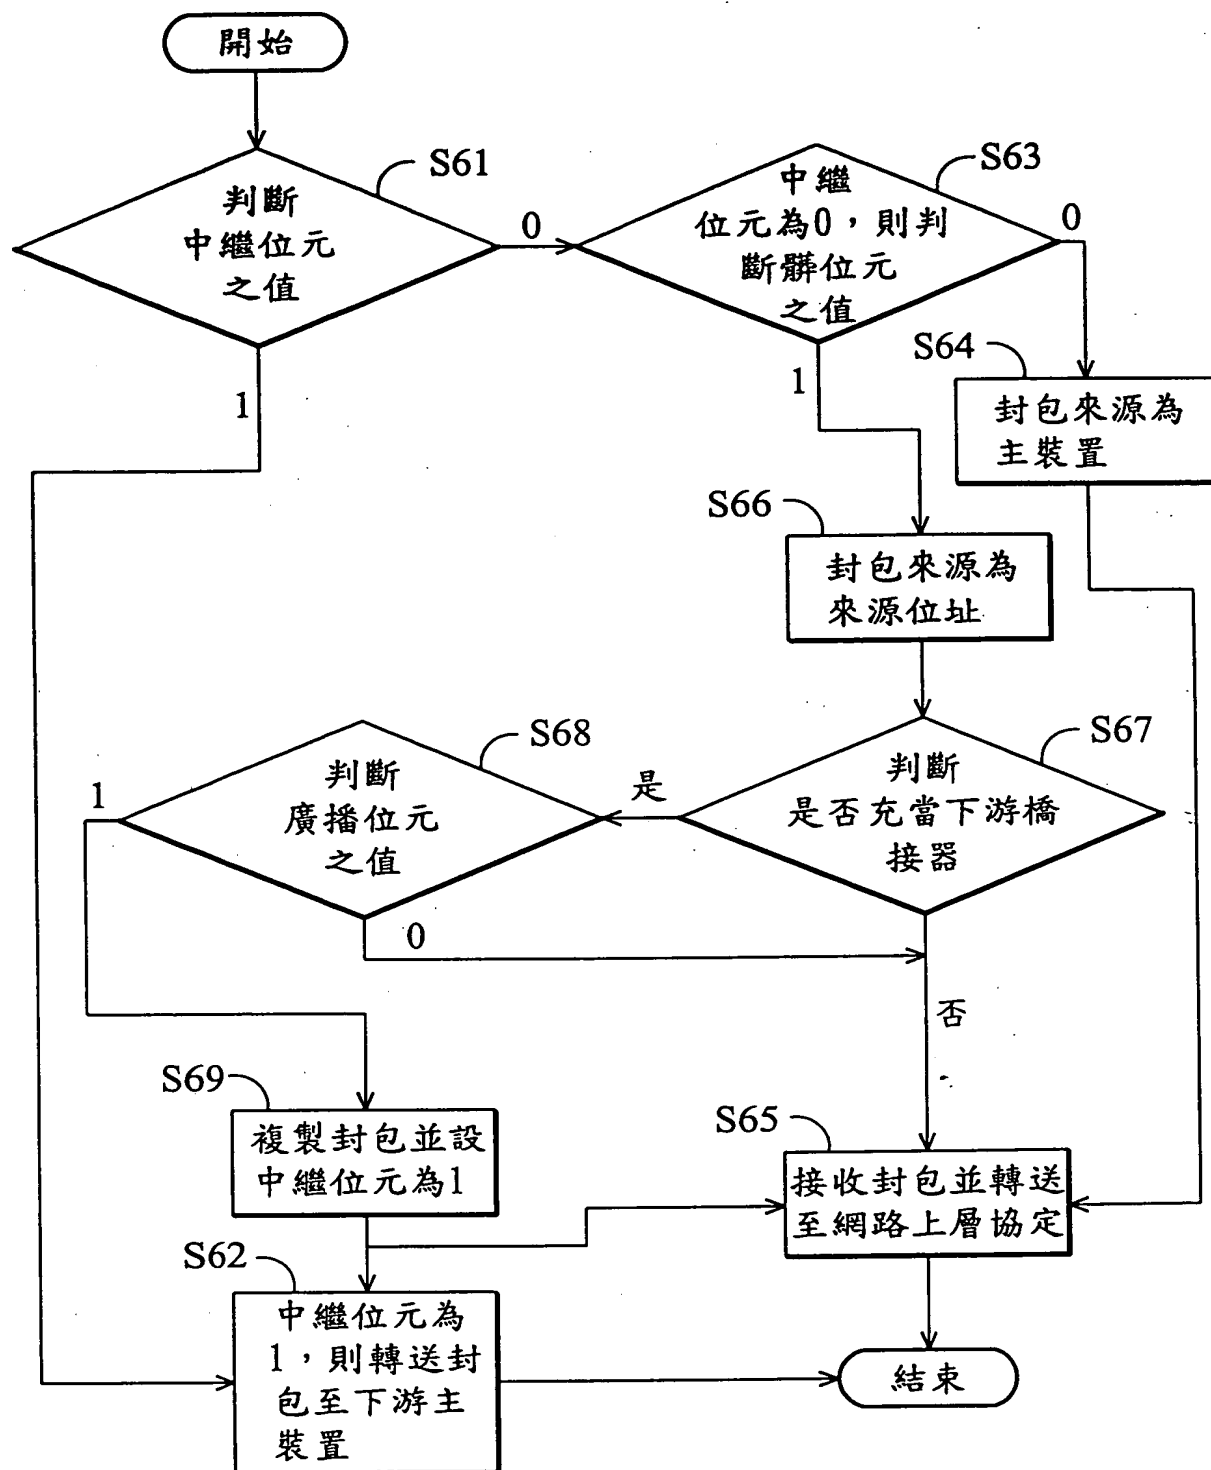 開始
S61
判斷
中繼位元
之值
0
1
S63
中繼
位元為0，則判
斷髒位元
之值
0
1
S64
封包來源為
主裝置
S66
封包來源為
來源位址
S67
判斷
是否充當下游橋
接器
是
否
S68
判斷
廣播位元
之值
1
0
S69
複製封包並設
中繼位元為1
S65
接收封包並轉送
至網路上層協定
S62
中繼位元為
1，則轉送封
包至下游主
裝置
結束